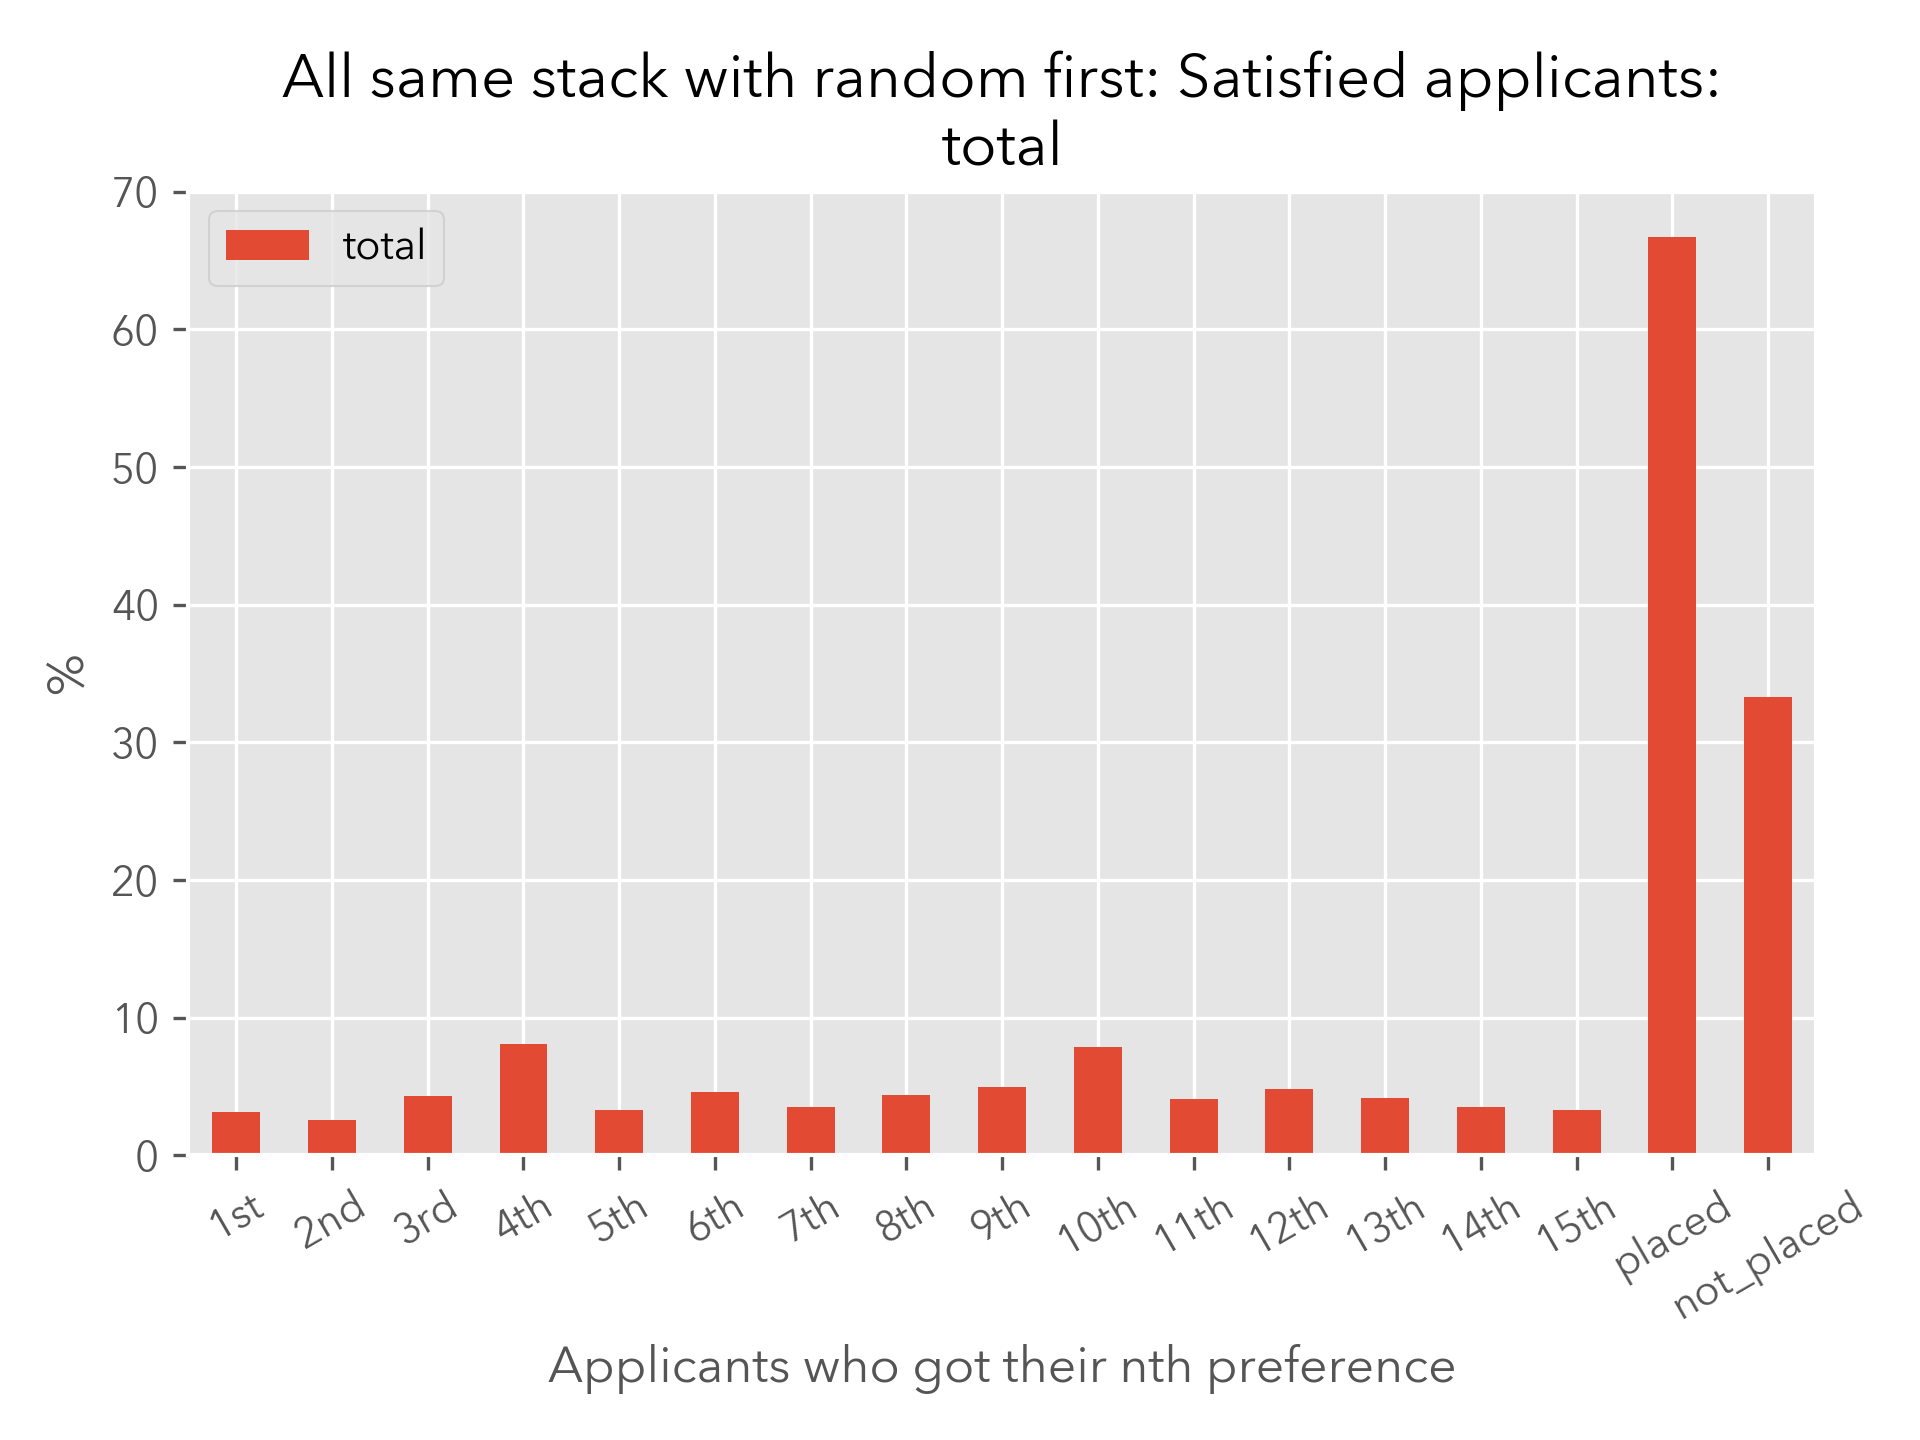 All same stack with random first: Satisfied applicants:
total
total
70
60
50
40
30
20
10
0
%
1st
2nd
3rd
4th
5th
6th
7th
8th
9th
10th
11th
12th
13th
14th
15th
placed
not_placed
Applicants who got their nth preference